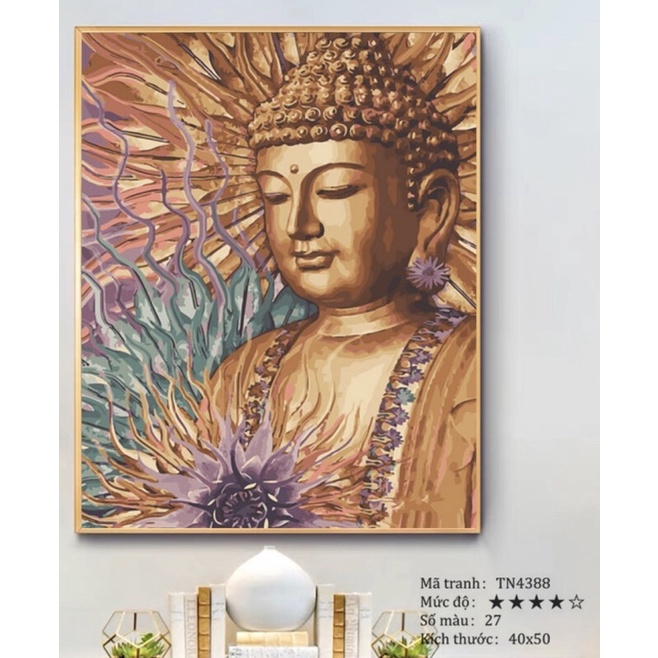 Mã tranh: TN4388
Mức độ: ★★★★☆
Số màu: 27
Kích thước: 40x50